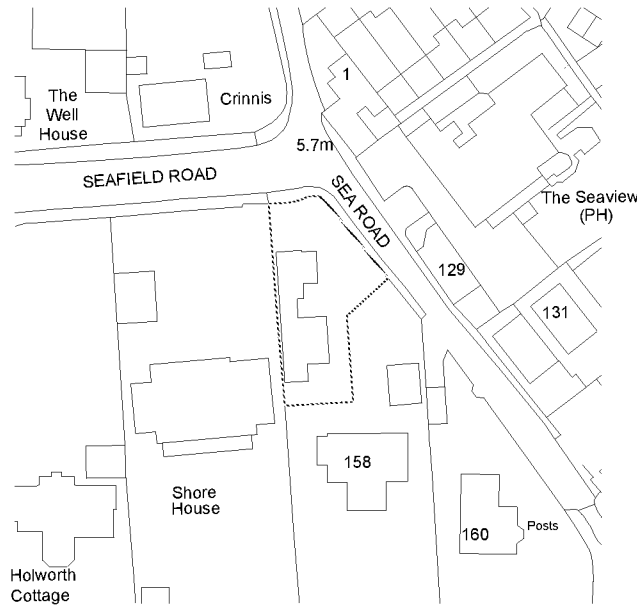 1
The
Well
House
Crinnis
5.7m
SEAFIELD ROAD
SEA ROAD
The Seaview
(PH)
129
131
158
Shore
House
160
Posts
Holworth
Cottage